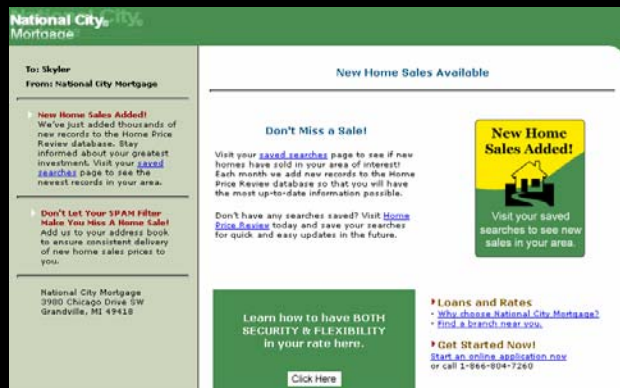 National City®
Mortgage
To: Skyler
From: National City Mortgage
New Home Sales Added!
We've just added thousands of
new records to the Home Price
Review database. Stay
informed about your greatest
investment. Visit your saved
searches page to see the
newest records in your area.
Don't Let Your SPAM Filter
Make You Miss A Home Sale!
Add us to your address book
to ensure consistent delivery
of new home sales prices to
you.
National City Mortgage
3980 Chicago Drive SW
Grandville, MI 49418
New Home Sales Available
Don't Miss a Sale!
Visit your saved searches page to see if new
homes have sold in your area of interest!
Each month we add new records to the Home
Price Review database so that you will have
the most up-to-date information possible.
Don't have any searches saved? Visit Home
Price Review today and save your searches
for quick and easy updates in the future.
New Home
Sales Added!
Visit your saved
searches to see new
sales in your area.
Learn how to have BOTH
SECURITY & FLEXIBILITY
in your rate here.
Click Here
Loans and Rates
- Why choose National City Mortgage?
- Find a branch near you.
Get Started Now!
Start an online application now
or call 1-866-804-7260